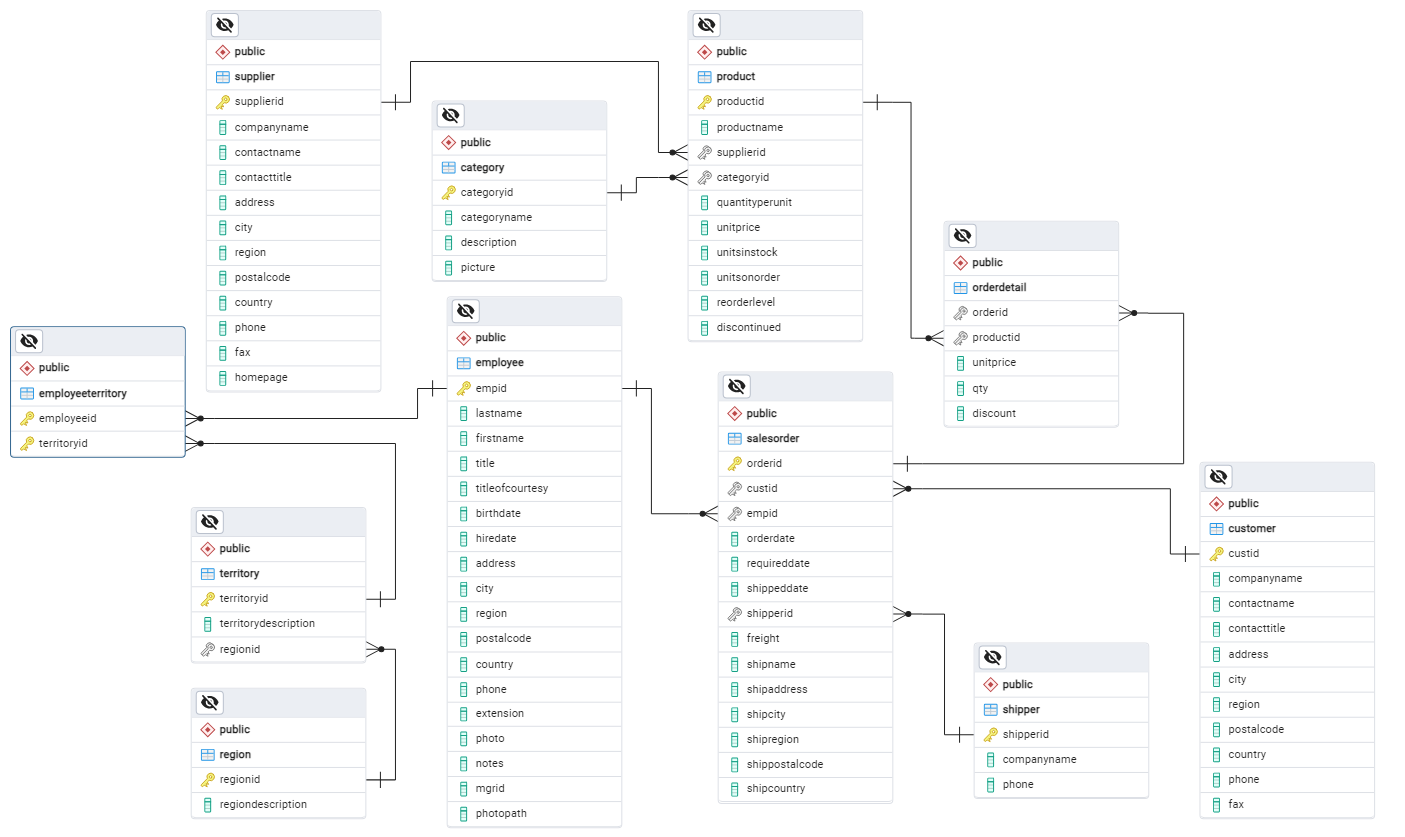 public
supplier
supplierid
companyname
contactname
contacttitle
address
city
region
postalcode
country
phone
fax
homepage
public
category
categoryid
categoryname
description
picture
public
product
productid
productname
supplierid
categoryid
quantityperunit
unitprice
unitsinstock
unitsonorder
reorderlevel
discontinued
public
orderdetail
orderid
productid
unitprice
qty
discount
public
employeeterritory
employeeid
territoryid
public
employee
empid
lastname
firstname
title
titleofcourtesy
birthdate
hiredate
address
city
region
postalcode
country
phone
extension
photo
notes
mgrid
photopath
public
salesorder
orderid
custid
empid
orderdate
requireddate
shippeddate
shipperid
freight
shipname
shipaddress
shipcity
shipregion
shippostalcode
shipcountry
public
customer
custid
companyname
contactname
contacttitle
address
city
region
postalcode
country
phone
fax
public
territory
territoryid
territorydescription
regionid
public
shipper
shipperid
companyname
phone
public
region
regionid
regiondescription